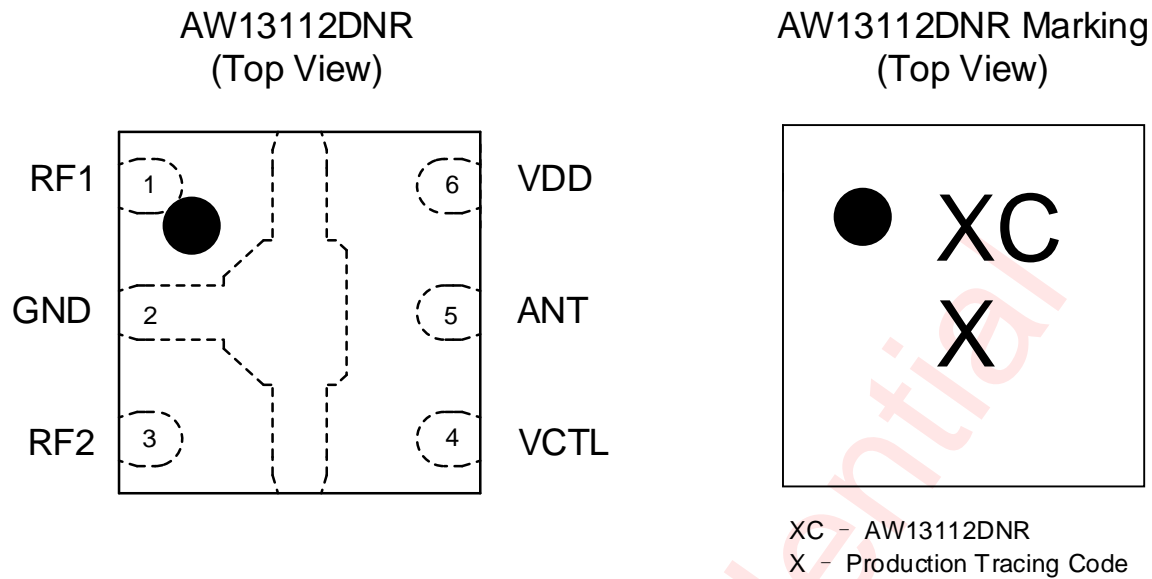 AW13112DNR
(Top View)
RF1 1
GND 2
RF2 3
6 VDD
5 ANT
4 VCTL
AW13112DNR Marking
(Top View)
XC
X
XC - AW13112DNR
X - Production Tracing Code